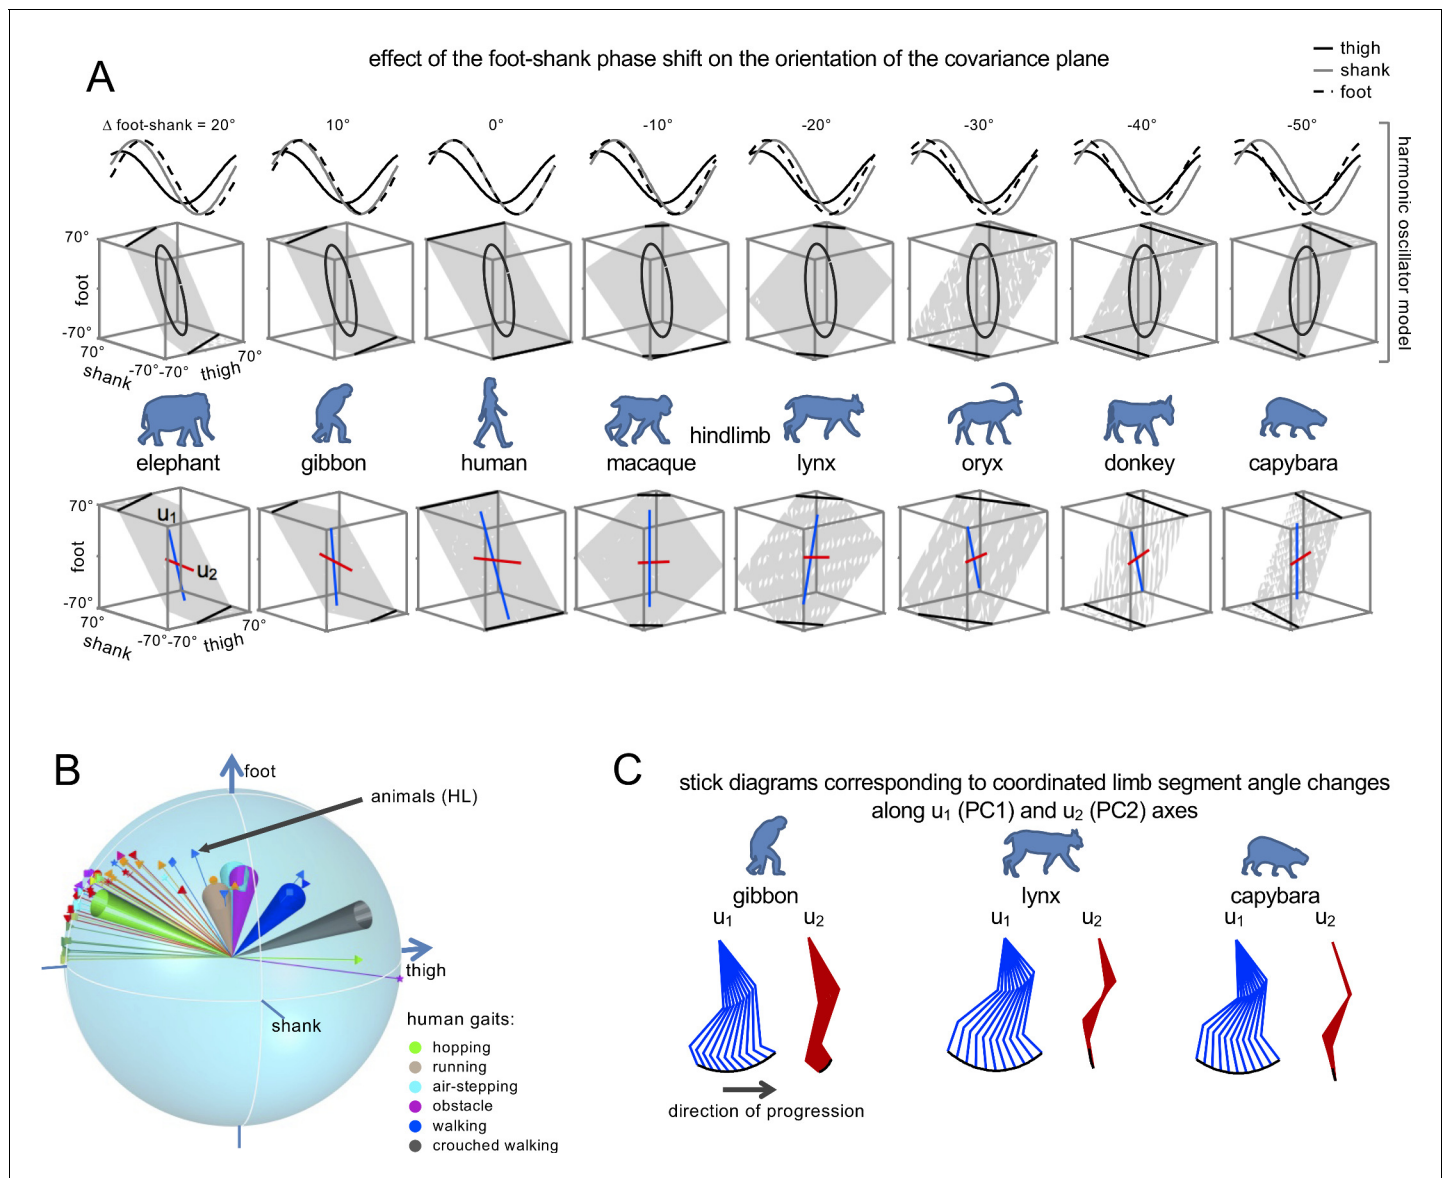 A
effect of the foot-shank phase shift on the orientation of the covariance plane
thigh
shank
foot
Δ foot-shank = 20°
10°
0°
-10°
-20°
-30°
-40°
-50°
harmonic oscillator model
70°
foot
-70°
70°
shank
-70°
-70°
thigh
70°
hindlimb
elephant
gibbon
human
macaque
lynx
oryx
donkey
capybara
70°
u1
foot
u2
-70°
70°
shank
-70°
-70°
thigh
70°
B
foot
animals (HL)
thigh
shank
human gaits:
hopping
running
air-stepping
obstacle
walking
crouched walking
C
stick diagrams corresponding to coordinated limb segment angle changes
along u1 (PC1) and u2 (PC2) axes
gibbon
lynx
capybara
u1
u2
u1
u2
u1
u2
direction of progression